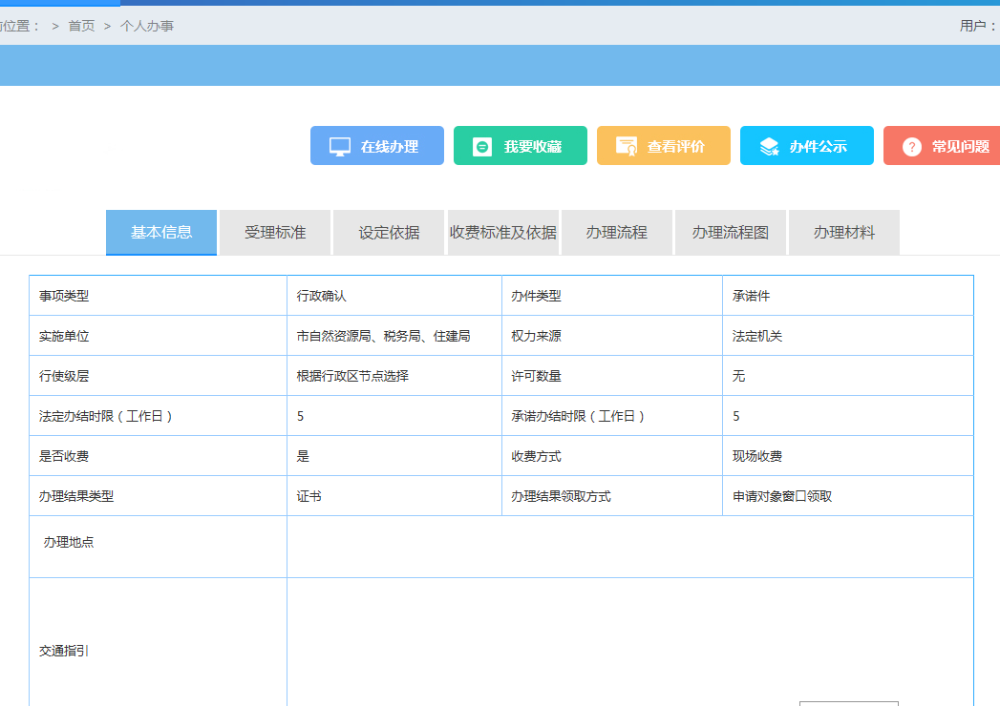 位置： > 首页 > 个人办事
用户：
在线办理 我要收藏 查看评价 办件公示 常见问题
基本信息 受理标准 设定依据 收费标准及依据 办理流程 办理流程图 办理材料
事项类型 行政确认 办件类型 承诺件
实施单位 市自然资源局、税务局、住建局 权力来源 法定机关
行使级层 根据行政区节点选择 许可数量 无
法定办结时限（工作日） 5 承诺办结时限（工作日） 5
是否收费 是 收费方式 现场收费
办理结果类型 证书 办理结果领取方式 申请对象窗口领取
办理地点
交通指引